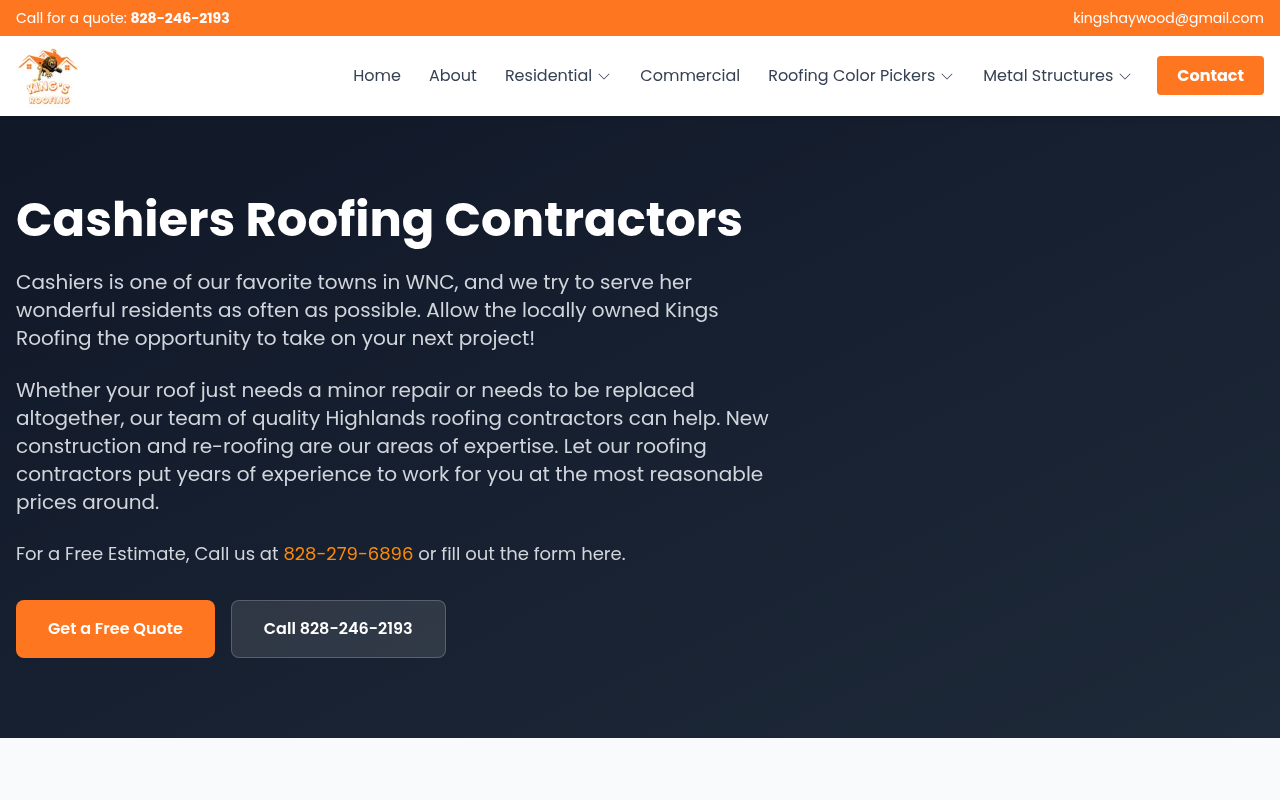 Call for a quote: 828-246-2193
kingshaywood@gmail.com
KING'S
ROOFING
Home About Residential Commercial Roofing Color Pickers Metal Structures Contact
Cashiers Roofing Contractors
Cashiers is one of our favorite towns in WNC, and we try to serve her
wonderful residents as often as possible. Allow the locally owned Kings
Roofing the opportunity to take on your next project!
Whether your roof just needs a minor repair or needs to be replaced
altogether, our team of quality Highlands roofing contractors can help. New
construction and re-roofing are our areas of expertise. Let our roofing
contractors put years of experience to work for you at the most reasonable
prices around.
For a Free Estimate, Call us at 828-279-6896 or fill out the form here.
Get a Free Quote
Call 828-246-2193